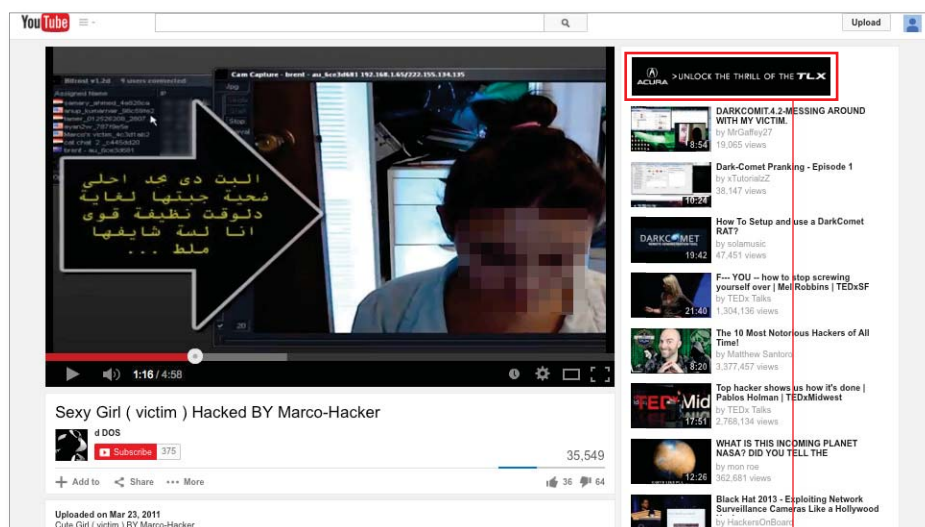 YouTube
Upload
Bifrost v1.2d 9 users connected
Assigned Name IP
Cam Capture - brent - au_6ce3d681 192.168.1.65/222.155.134.135
Jpg
Stop
brent - au_6ce3d681
البت دى بجد احلى
ضحية جبتها لغاية
دلوقت نظيفة قوى
انا لسة شايفها
ملط ...
20
1:16 / 4:58
Sexy Girl ( victim ) Hacked BY Marco-Hacker
d DOS
Subscribe 375
35,549
Add to Share More
36 64
Uploaded on Mar 23, 2011
Cute Girl ( victim ) BY Marco-Hacker
ACURA >UNLOCK THE THRILL OF THE TLX
DARKCOMIT.4.2-MESSING AROUND
WITH MY VICTIM.
by MrGaffey27
19,065 views
8:54
Dark-Comet Pranking - Episode 1
by xTutorialzZ
38,147 views
10:24
How To Setup and use a DarkComet
RAT?
by solamusic
47,451 views
DARKCOMET
19:42
F--- YOU -- how to stop screwing
yourself over | Mel Robbins | TEDxSF
by TEDx Talks
1,304,136 views
21:40
The 10 Most Notorious Hackers of All
Time!
by Matthew Santoro
3,377,457 views
8:20
Top hacker shows us how it's done |
Pablos Holman | TEDxMidwest
by TEDx Talks
2,768,134 views
TED Mid
17:51
WHAT IS THIS INCOMING PLANET
NASA? DID YOU TELL THE
by mon roe
362,681 views
12:26
Black Hat 2013 - Exploiting Network
Surveillance Cameras Like a Hollywood
by HackersOnBoard